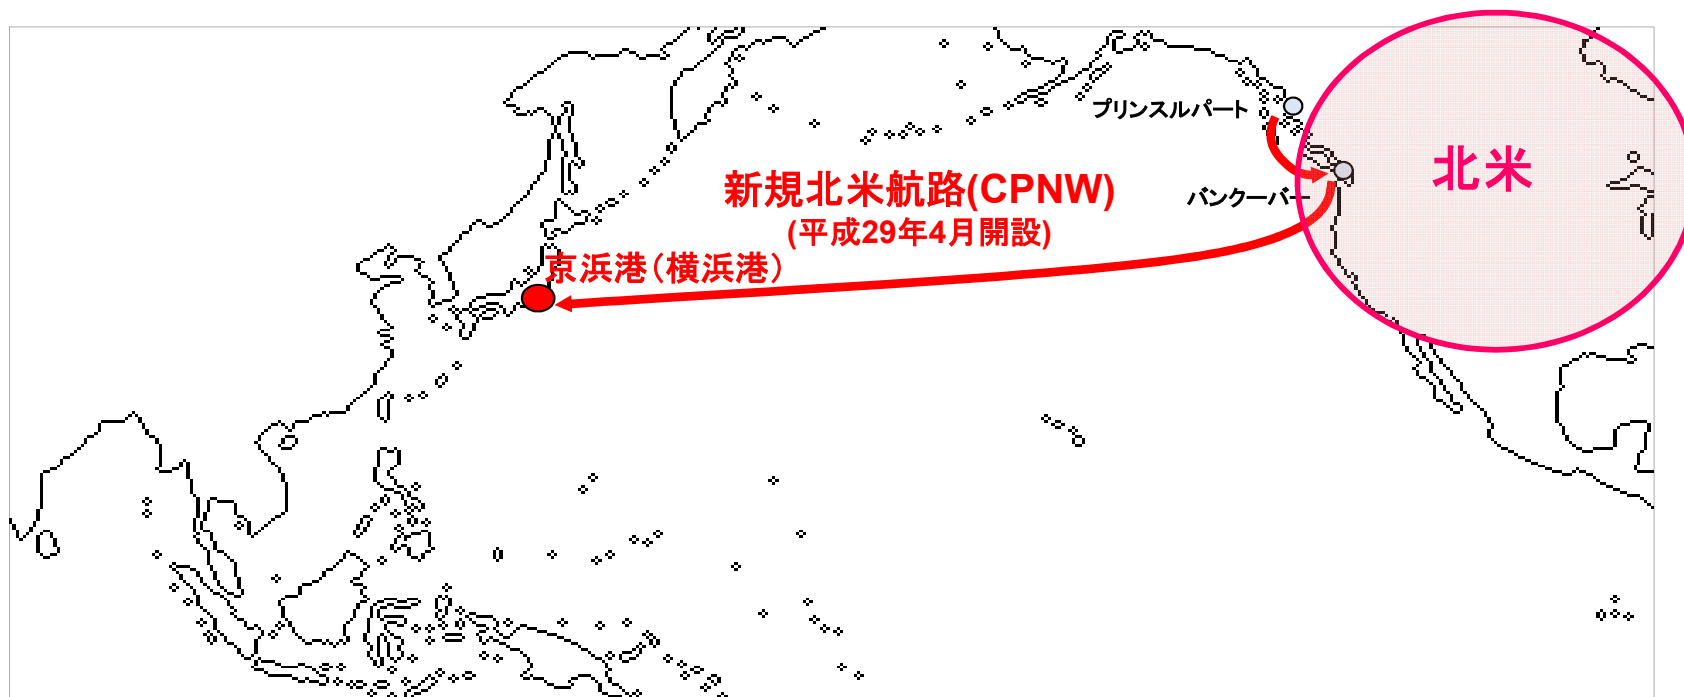 プリンスルパート
北米
新規北米航路(CPNW)
バンクーバー
(平成29年4月開設)
京浜港(横浜港)